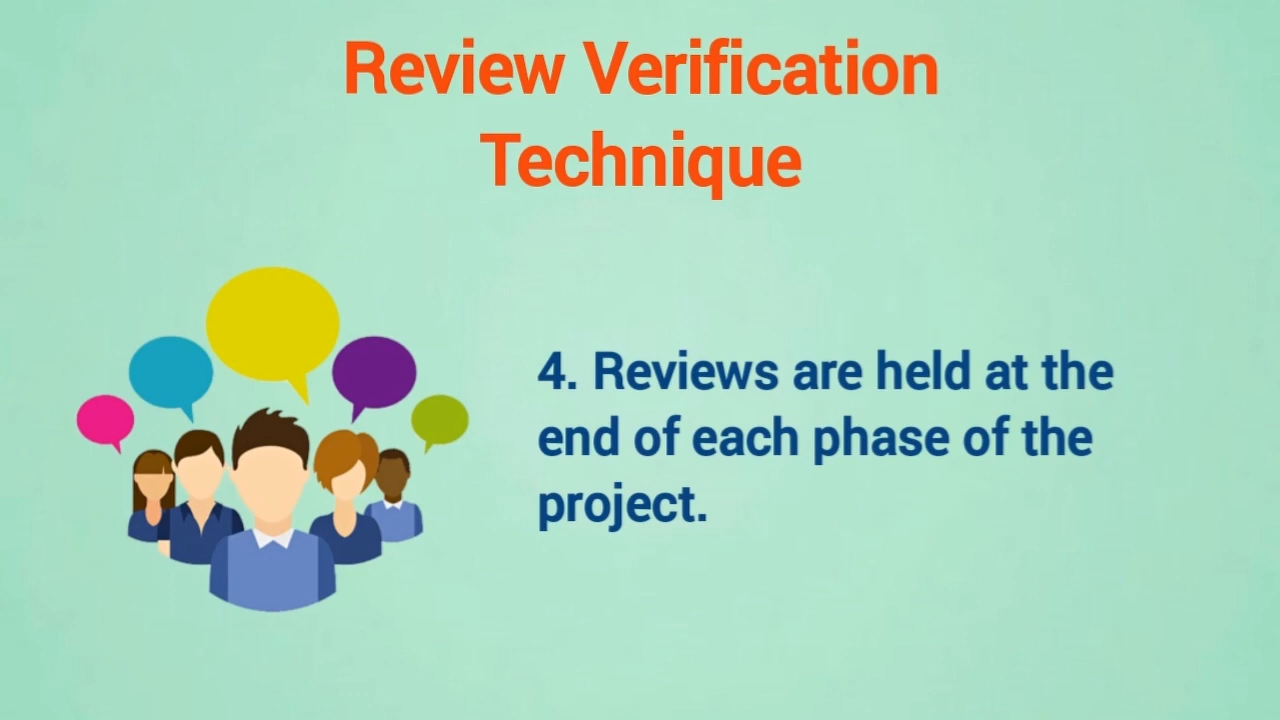 Review Verification
Technique
4. Reviews are held at the
end of each phase of the
project.